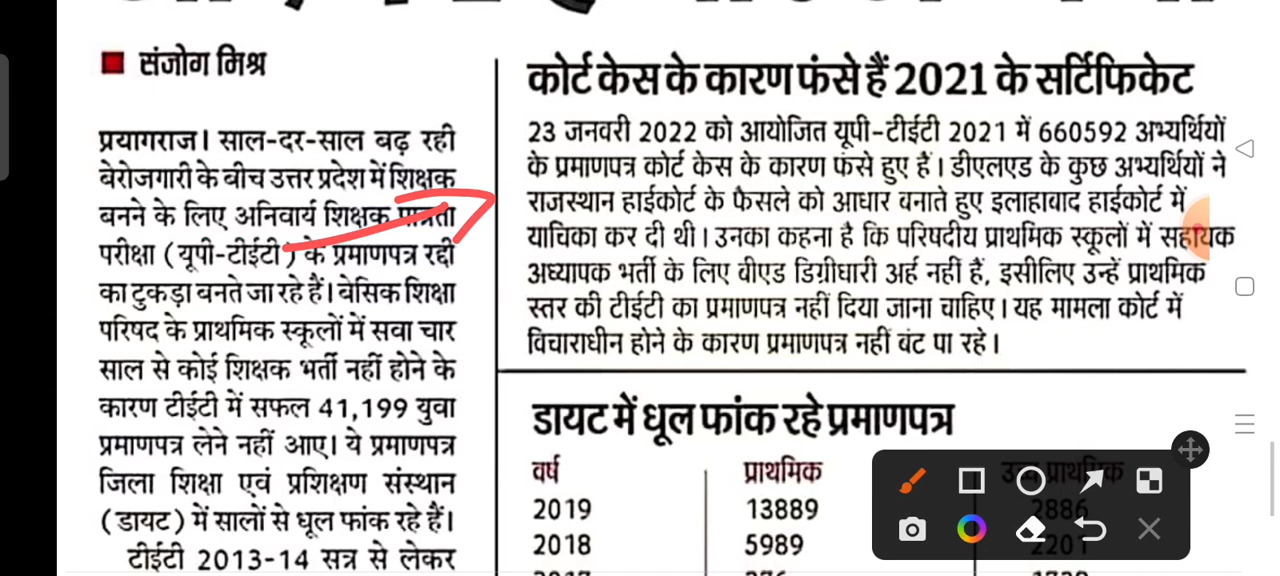 संजोग मिश्र
प्रयागराज। साल-दर-साल बढ़ रही
बेरोजगारी के बीच उत्तर प्रदेश में शिक्षक
बनने के लिए अनिवार्य शिक्षक पात्रता
परीक्षा (यूपी-टीईटी) के प्रमाणपत्र रद्दी
का टुकड़ा बनते जा रहे हैं। बेसिक शिक्षा
परिषद के प्राथमिक स्कूलों में सवा चार
साल से कोई शिक्षक भर्ती नहीं होने के
कारण टीईटी में सफल 41,199 युवा
प्रमाणपत्र लेने नहीं आए। ये प्रमाणपत्र
जिला शिक्षा एवं प्रशिक्षण संस्थान
(डायट) में सालों से धूल फांक रहे हैं।
टीईटी 2013-14 सत्र से लेकर
कोर्ट केस के कारण फंसे हैं 2021 के सर्टिफिकेट
23 जनवरी 2022 को आयोजित यूपी-टीईटी 2021 में 660592 अभ्यर्थियों
के प्रमाणपत्र कोर्ट केस के कारण फंसे हुए हैं। डीएलएड के कुछ अभ्यर्थियों ने
राजस्थान हाईकोर्ट के फैसले को आधार बनाते हुए इलाहाबाद हाईकोर्ट में
याचिका कर दी थी। उनका कहना है कि परिषदीय प्राथमिक स्कूलों में सहायक
अध्यापक भर्ती के लिए बीएड डिग्रीधारी अर्ह नहीं हैं, इसीलिए उन्हें प्राथमिक
स्तर की टीईटी का प्रमाणपत्र नहीं दिया जाना चाहिए। यह मामला कोर्ट में
विचाराधीन होने के कारण प्रमाणपत्र नहीं बंट पा रहे।
डायट में धूल फांक रहे प्रमाणपत्र
वर्ष प्राथमिक उच्च प्राथमिक
2019 13889 2886
2018 5989 2201